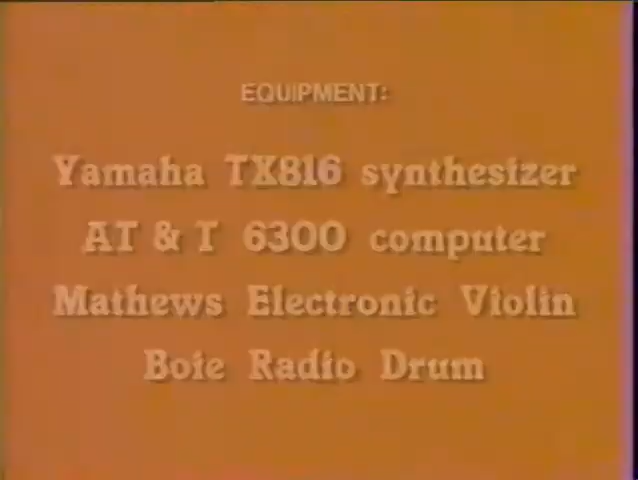 EQUIPMENT:
Yamaha TX816 synthesizer
AT & T 6300 computer
Mathews Electronic Violin
Boie Radio Drum